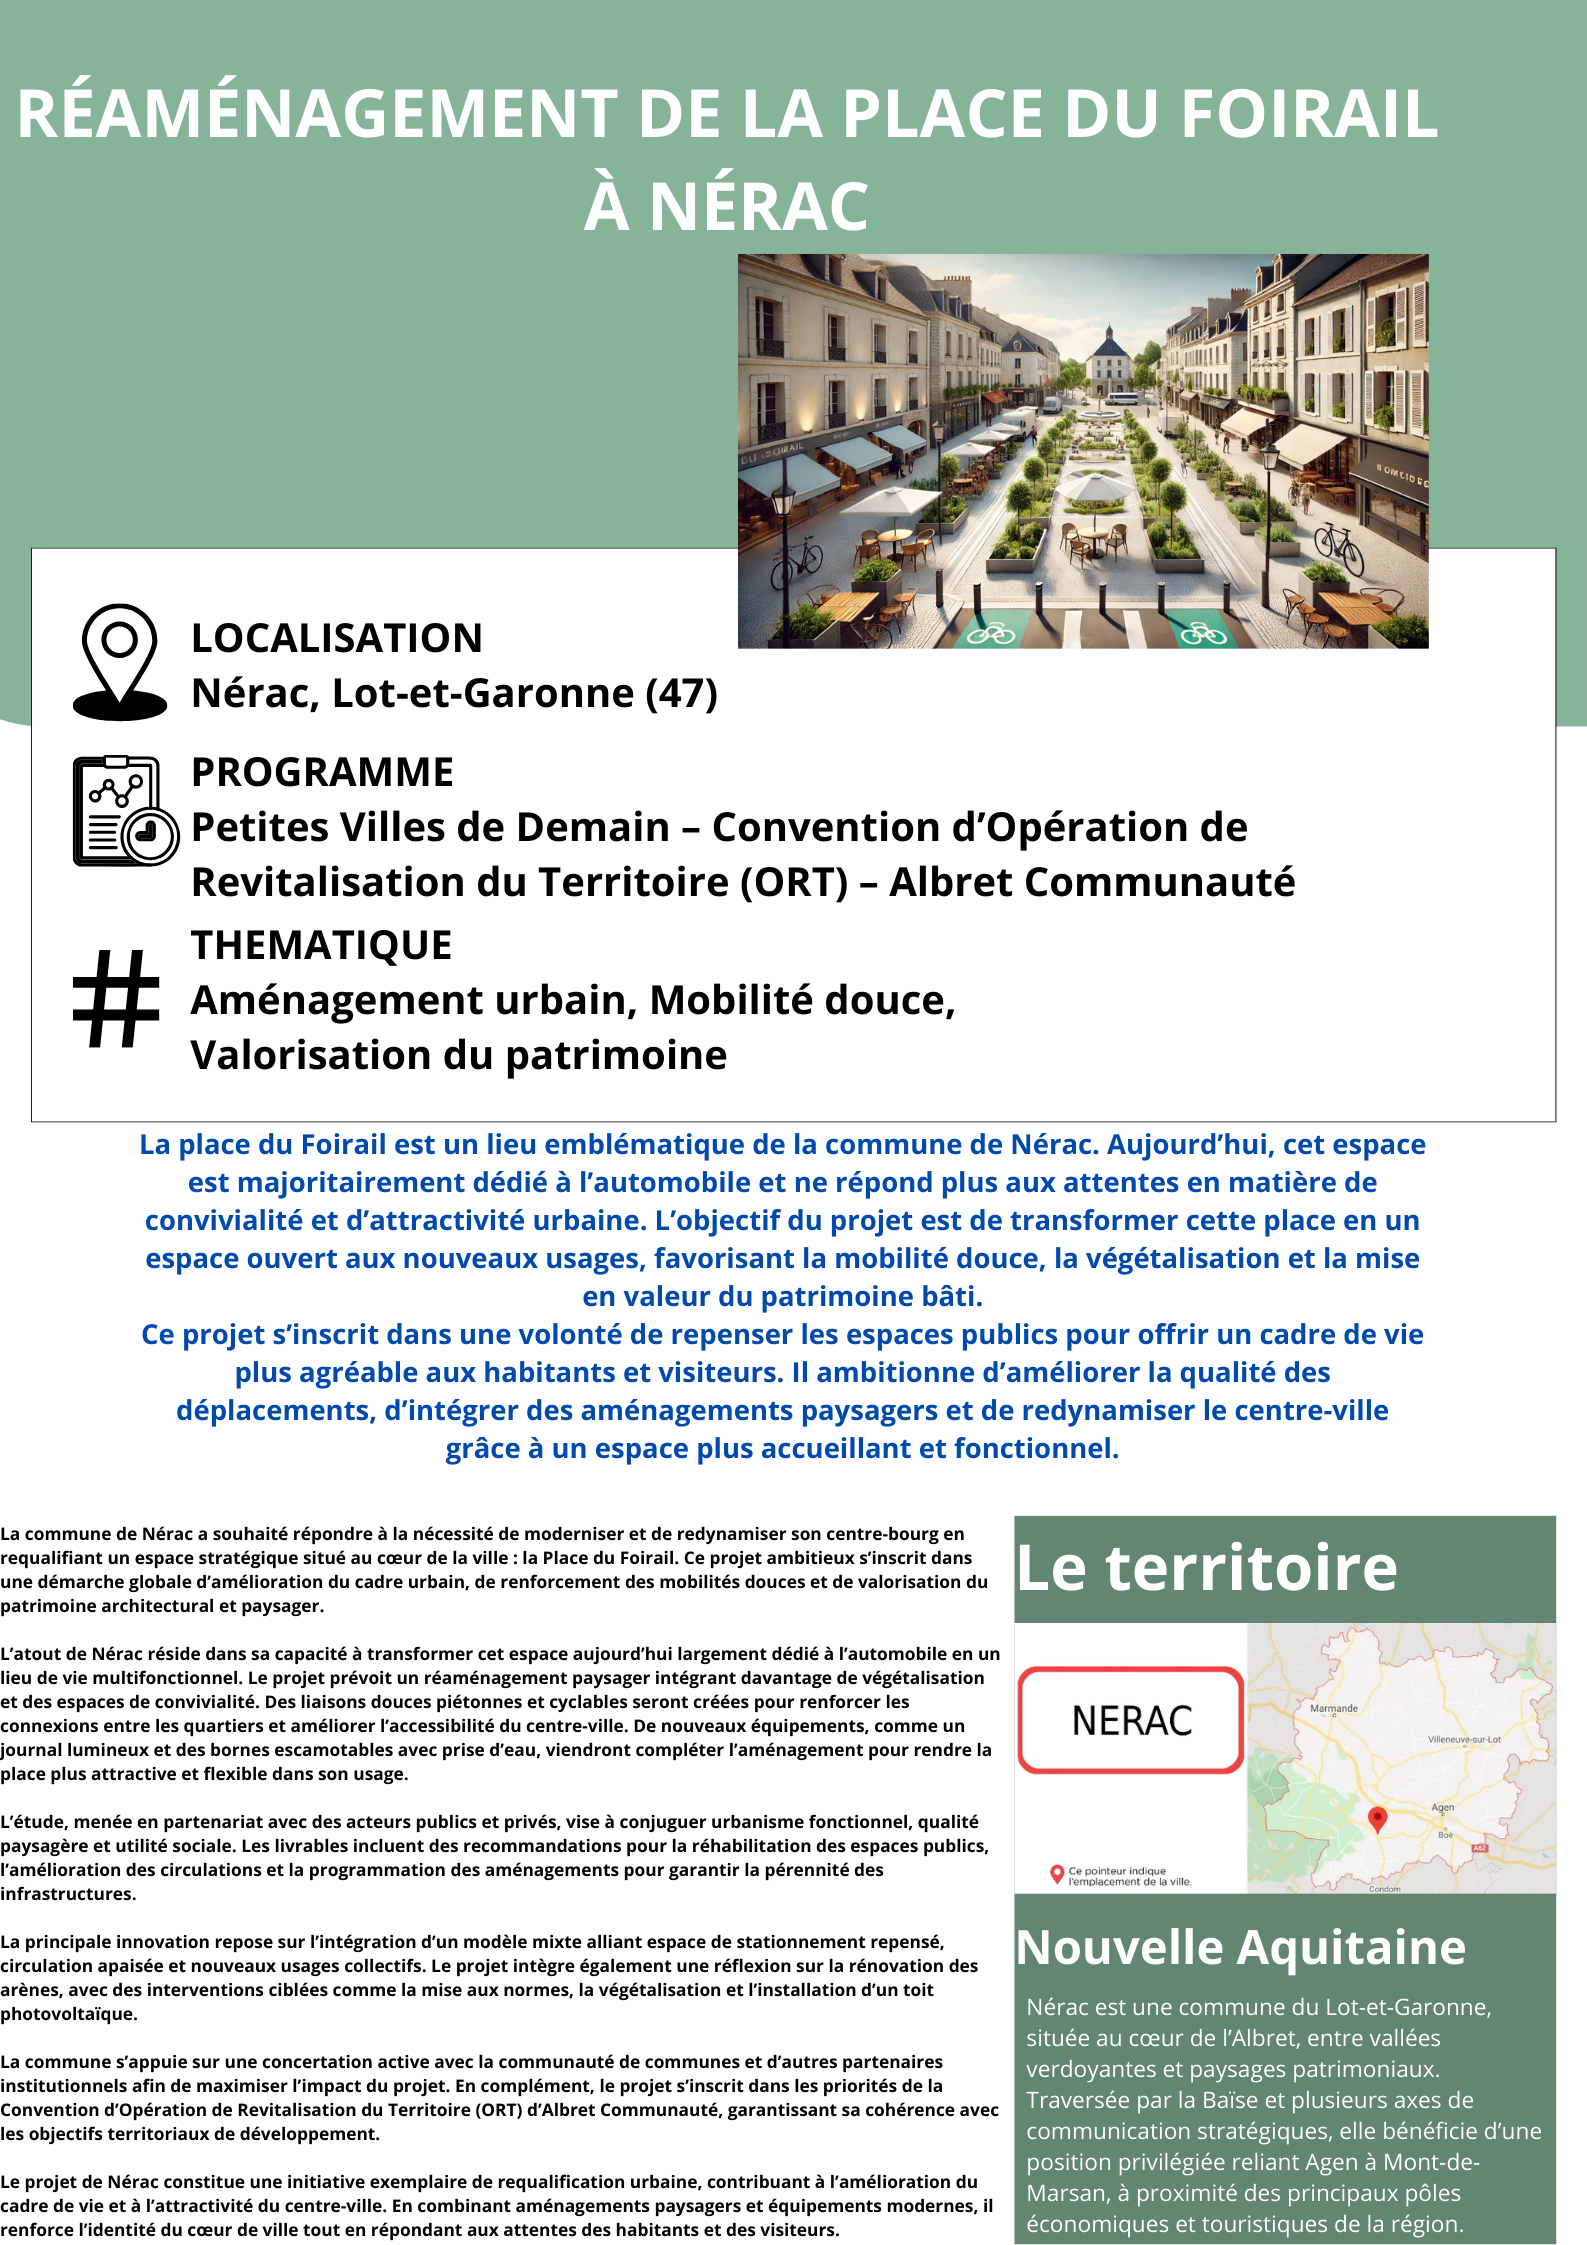 RÉAMÉNAGEMENT DE LA PLACE DU FOIRAIL
À NÉRAC
DU FOIRAIL
LOCALISATION
Nérac, Lot-et-Garonne (47)
PROGRAMME
Petites Villes de Demain – Convention d’Opération de
Revitalisation du Territoire (ORT) – Albret Communauté
THEMATIQUE
Aménagement urbain, Mobilité douce,
Valorisation du patrimoine
La place du Foirail est un lieu emblématique de la commune de Nérac. Aujourd’hui, cet espace
est majoritairement dédié à l’automobile et ne répond plus aux attentes en matière de
convivialité et d’attractivité urbaine. L’objectif du projet est de transformer cette place en un
espace ouvert aux nouveaux usages, favorisant la mobilité douce, la végétalisation et la mise
en valeur du patrimoine bâti.
Ce projet s’inscrit dans une volonté de repenser les espaces publics pour offrir un cadre de vie
plus agréable aux habitants et visiteurs. Il ambitionne d’améliorer la qualité des
déplacements, d’intégrer des aménagements paysagers et de redynamiser le centre-ville
grâce à un espace plus accueillant et fonctionnel.
La commune de Nérac a souhaité répondre à la nécessité de moderniser et de redynamiser son centre-bourg en
requalifiant un espace stratégique situé au cœur de la ville : la Place du Foirail. Ce projet ambitieux s’inscrit dans
une démarche globale d’amélioration du cadre urbain, de renforcement des mobilités douces et de valorisation du
patrimoine architectural et paysager.
L’atout de Nérac réside dans sa capacité à transformer cet espace aujourd’hui largement dédié à l’automobile en un
lieu de vie multifonctionnel. Le projet prévoit un réaménagement paysager intégrant davantage de végétalisation
et des espaces de convivialité. Des liaisons douces piétonnes et cyclables seront créées pour renforcer les
connexions entre les quartiers et améliorer l’accessibilité du centre-ville. De nouveaux équipements, comme un
journal lumineux et des bornes escamotables avec prise d’eau, viendront compléter l’aménagement pour rendre la
place plus attractive et flexible dans son usage.
L’étude, menée en partenariat avec des acteurs publics et privés, vise à conjuguer urbanisme fonctionnel, qualité
paysagère et utilité sociale. Les livrables incluent des recommandations pour la réhabilitation des espaces publics,
l’amélioration des circulations et la programmation des aménagements pour garantir la pérennité des
infrastructures.
La principale innovation repose sur l’intégration d’un modèle mixte alliant espace de stationnement repensé,
circulation apaisée et nouveaux usages collectifs. Le projet intègre également une réflexion sur la rénovation des
arènes, avec des interventions ciblées comme la mise aux normes, la végétalisation et l’installation d’un toit
photovoltaïque.
La commune s’appuie sur une concertation active avec la communauté de communes et d’autres partenaires
institutionnels afin de maximiser l’impact du projet. En complément, le projet s’inscrit dans les priorités de la
Convention d’Opération de Revitalisation du Territoire (ORT) d’Albret Communauté, garantissant sa cohérence avec
les objectifs territoriaux de développement.
Le projet de Nérac constitue une initiative exemplaire de requalification urbaine, contribuant à l’amélioration du
cadre de vie et à l’attractivité du centre-ville. En combinant aménagements paysagers et équipements modernes, il
renforce l’identité du cœur de ville tout en répondant aux attentes des habitants et des visiteurs.
Le territoire
NERAC
Ce pointeur indique
l'emplacement de la ville.
Marmande
Villeneuve-sur-Lot
Agen
Boé
A62
Condom
Nouvelle Aquitaine
Nérac est une commune du Lot-et-Garonne,
située au cœur de l’Albret, entre vallées
verdoyantes et paysages patrimoniaux.
Traversée par la Baïse et plusieurs axes de
communication stratégiques, elle bénéficie d’une
position privilégiée reliant Agen à Mont-de-
Marsan, à proximité des principaux pôles
économiques et touristiques de la région.